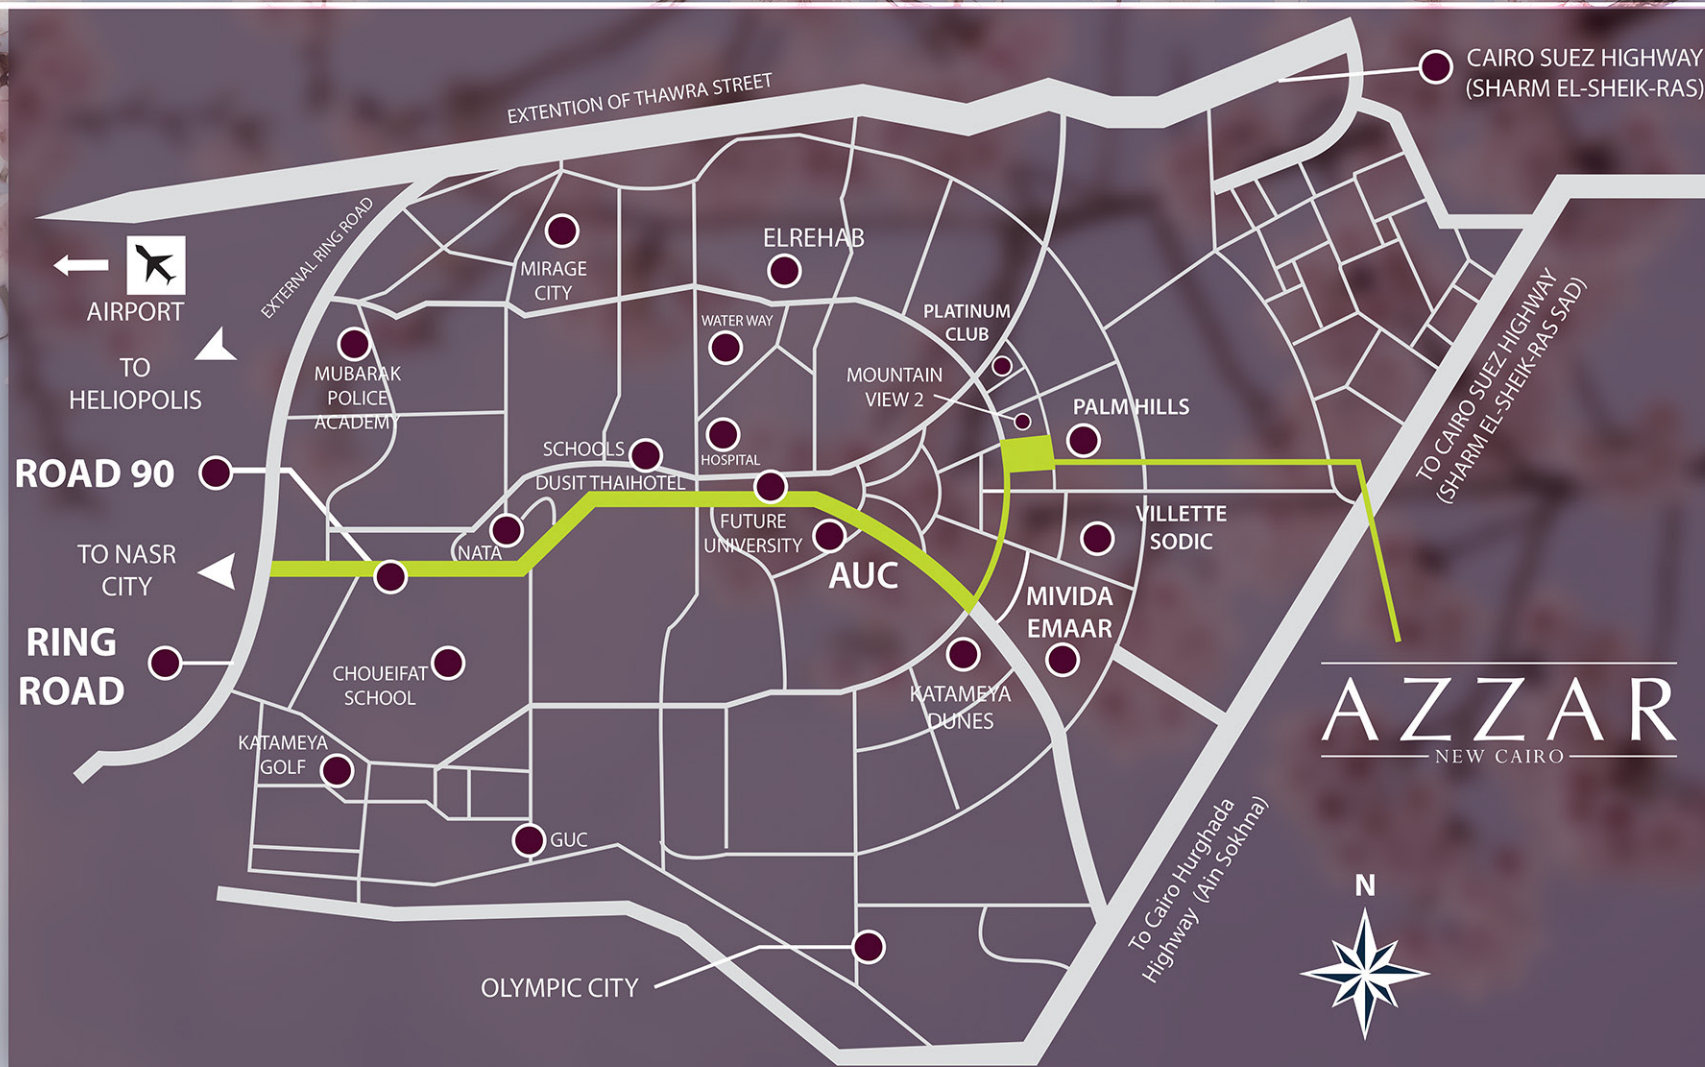 CAIRO SUEZ HIGHWAY
(SHARM EL-SHEIK-RAS)
EXTENTION OF THAWRA STREET
EXTERNAL RING ROAD
AIRPORT
TO
HELIOPOLIS
MIRAGE
CITY
ELREHAB
PLATINUM
CLUB
WATER WAY
MUBARAK
POLICE
ACADEMY
MOUNTAIN
VIEW 2
PALM HILLS
TO CAIRO SUEZ HIGHWAY
(SHARM EL-SHEIK-RAS SAD)
ROAD 90
SCHOOLS
HOSPITAL
DUSIT THAIHOTEL
FUTURE
UNIVERSITY
NATA
VILLETTE
SODIC
TO NASR
CITY
AUC
MIVIDA
EMAAR
RING
ROAD
CHOUEIFAT
SCHOOL
KATAMEYA
DUNES
AZZAR
NEW CAIRO
KATAMEYA
GOLF
GUC
To Cairo Hurghada
Highway (Ain Sokhna)
N
OLYMPIC CITY